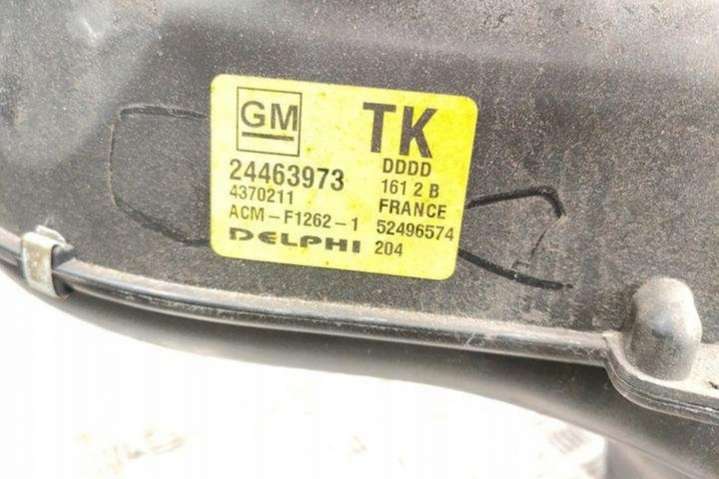 GM
TK
24463973
4370211
ACM-F1262-1
DELPHI
DDDD
161 2 B
FRANCE
52496574
204